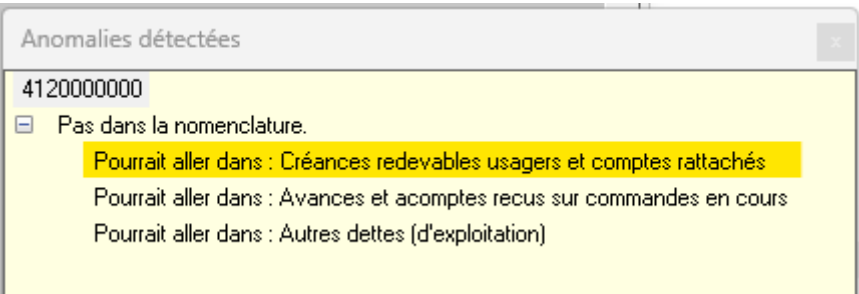 Anomalies détectées
x
4120000000
Pas dans la nomenclature.
Pourrait aller dans : Créances redevables usagers et comptes rattachés
Pourrait aller dans : Avances et acomptes recus sur commandes en cours
Pourrait aller dans : Autres dettes (d'exploitation)